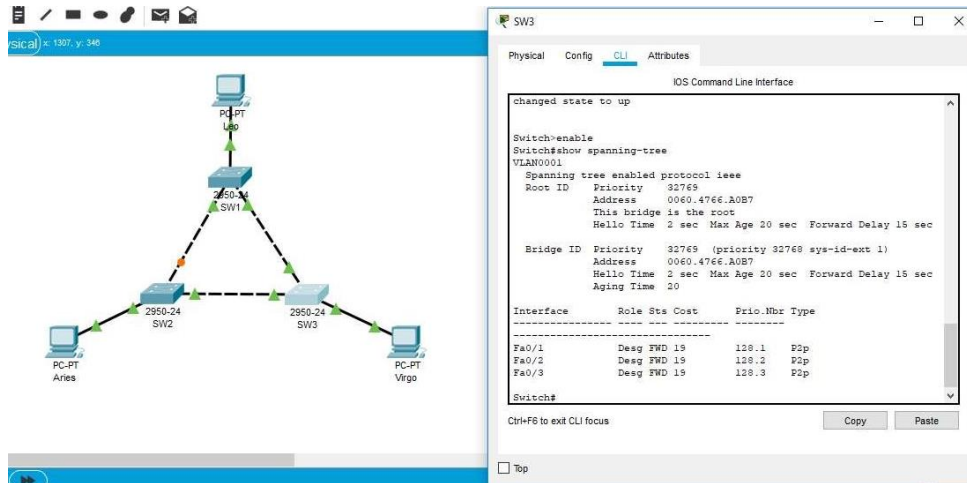 ysical x: 1307, y: 346
PC-PT
Leo
2950-24
SW1
2950-24
SW2
2950-24
SW3
PC-PT
Aries
PC-PT
Virgo
SW3
Physical Config CLI Attributes
IOS Command Line Interface
changed state to up
Switch>enable
Switch#show spanning-tree
VLAN0001
Spanning tree enabled protocol ieee
Root ID Priority 32769
Address 0060.4766.A0B7
This bridge is the root
Hello Time 2 sec Max Age 20 sec Forward Delay 15 sec
Bridge ID Priority 32769 (priority 32768 sys-id-ext 1)
Address 0060.4766.A0B7
Hello Time 2 sec Max Age 20 sec Forward Delay 15 sec
Aging Time 20
Interface Role Sts Cost Prio.Nbr Type
---------------- ---- --- --------- -------- --------------------------------
Fa0/1 Desg FWD 19 128.1 P2p
Fa0/2 Desg FWD 19 128.2 P2p
Fa0/3 Desg FWD 19 128.3 P2p
Switch#
Ctrl+F6 to exit CLI focus
Copy Paste
Top